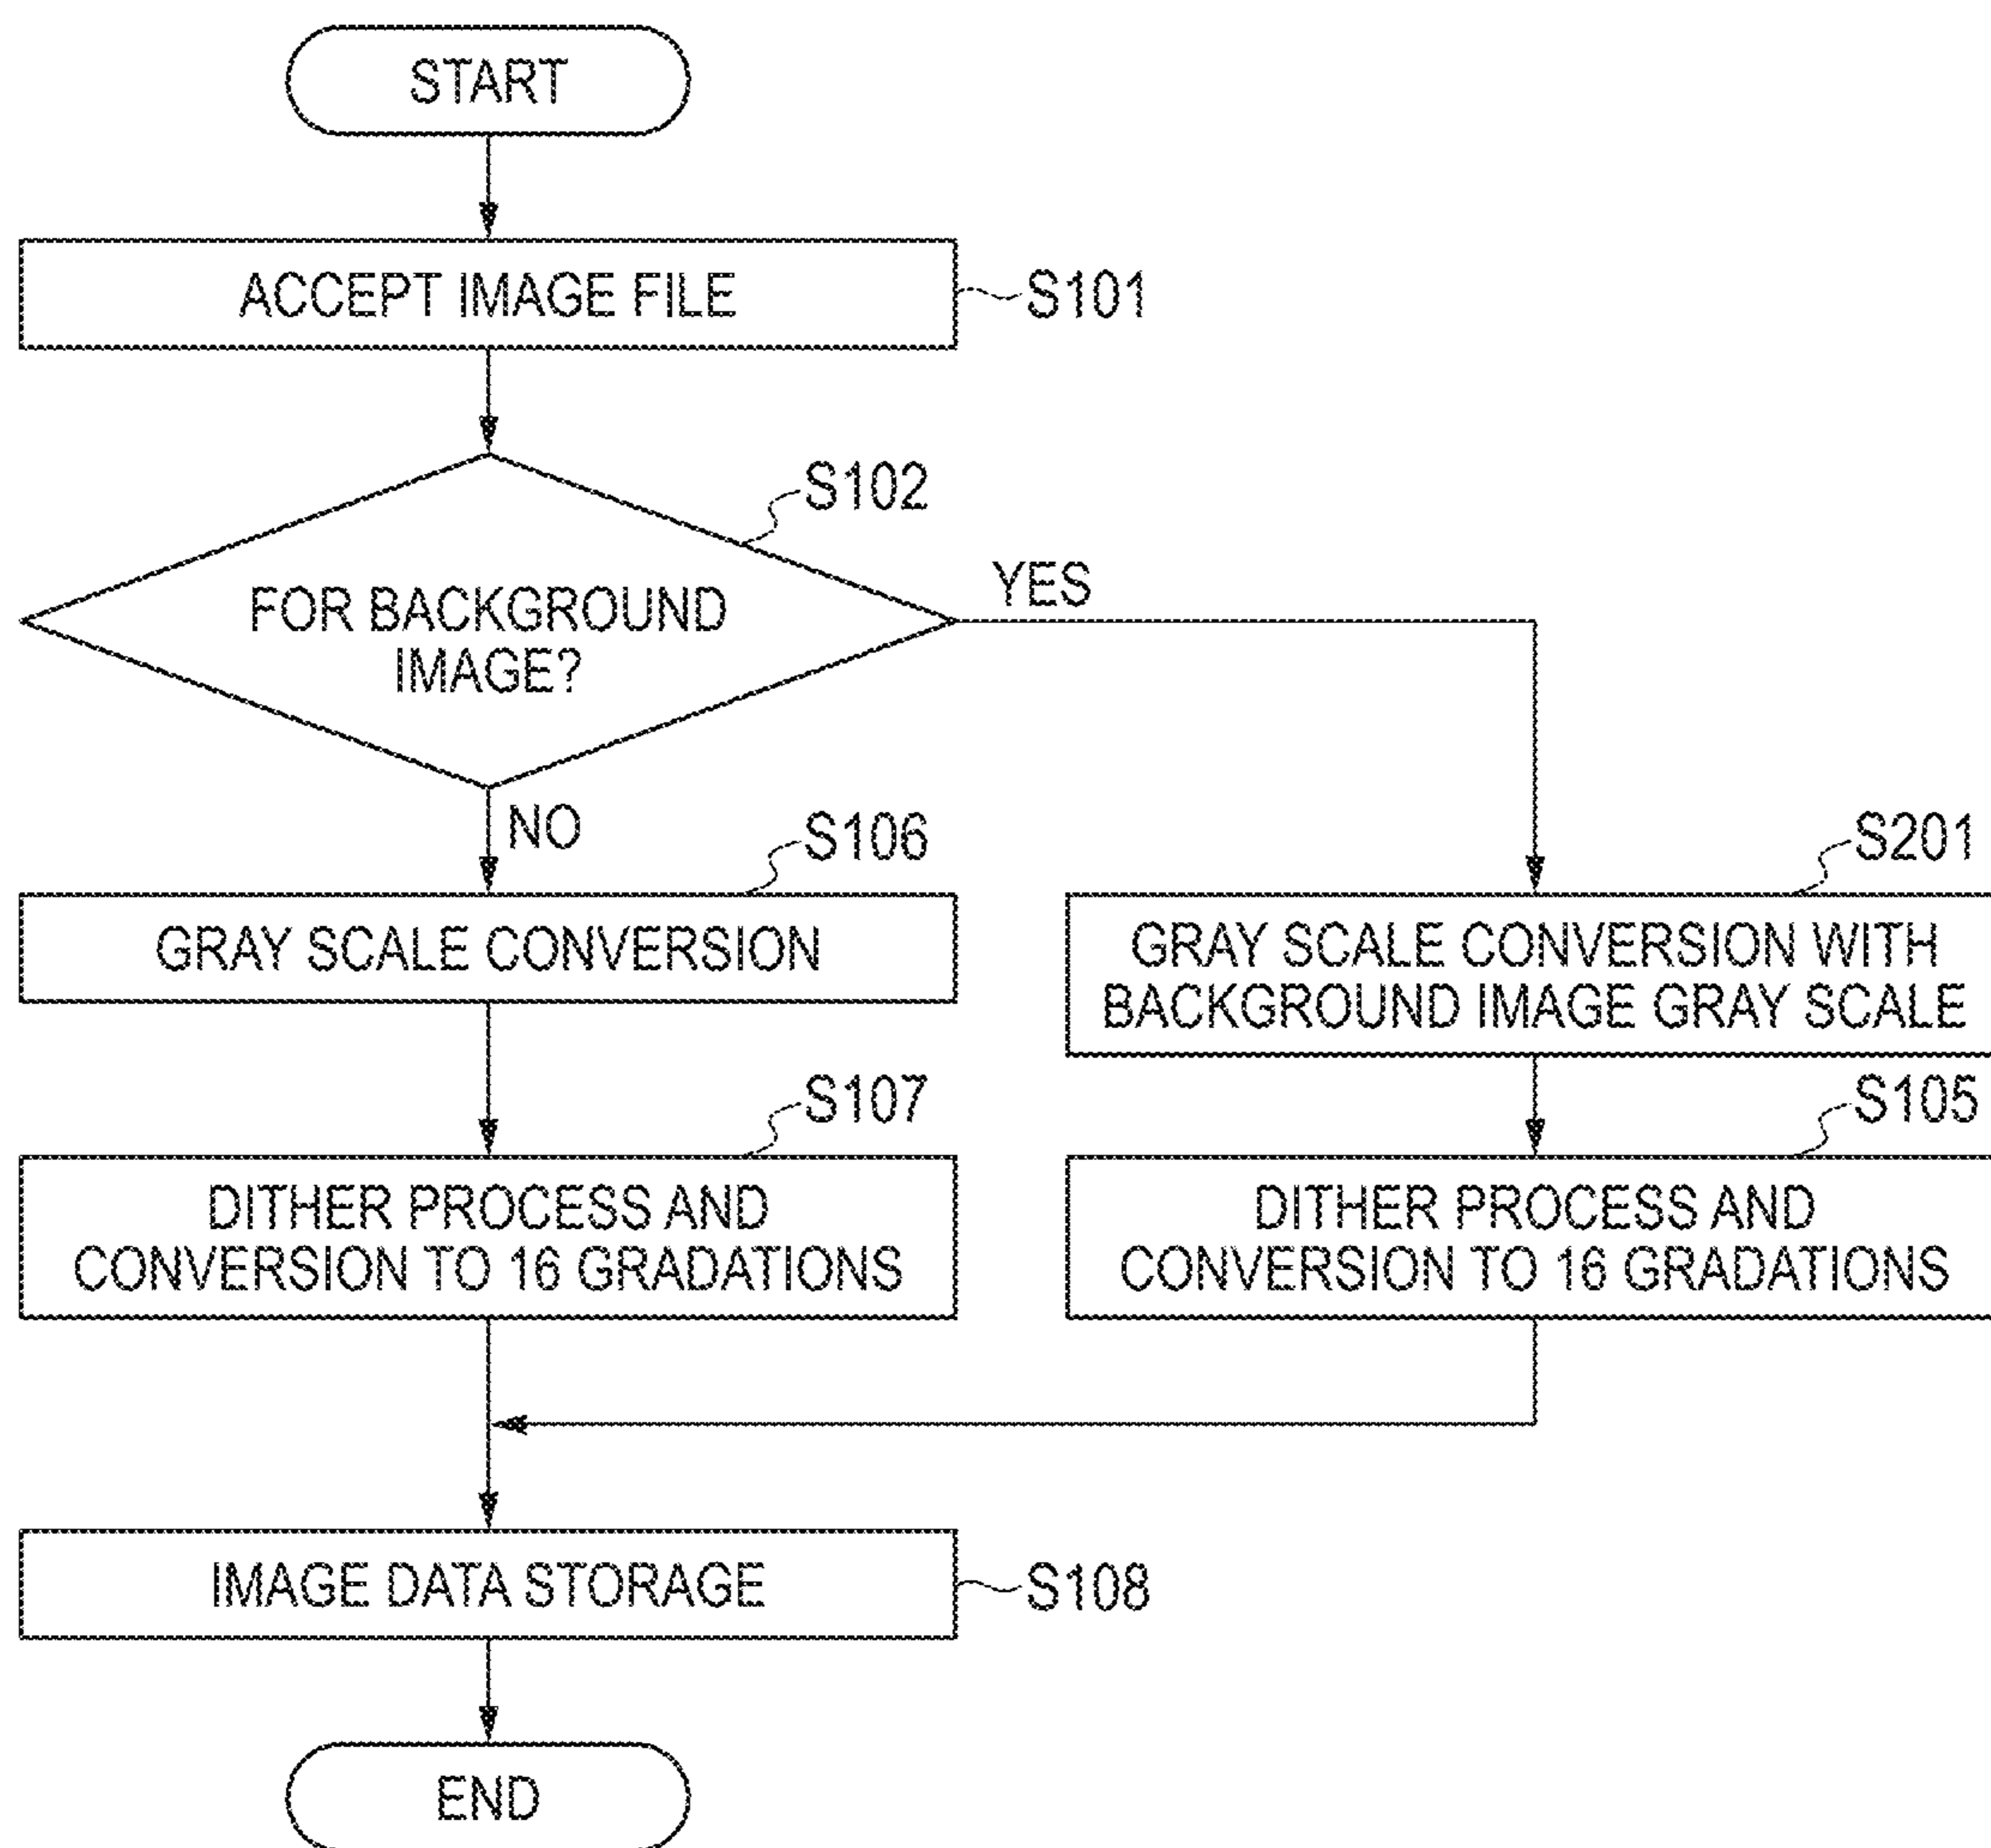 START
ACCEPT IMAGE FILE
S101
S102
FOR BACKGROUND
IMAGE?
YES
NO
S106
GRAY SCALE CONVERSION
S201
GRAY SCALE CONVERSION WITH
BACKGROUND IMAGE GRAY SCALE
S107
DITHER PROCESS AND
CONVERSION TO 16 GRADATIONS
S105
DITHER PROCESS AND
CONVERSION TO 16 GRADATIONS
IMAGE DATA STORAGE
S108
END